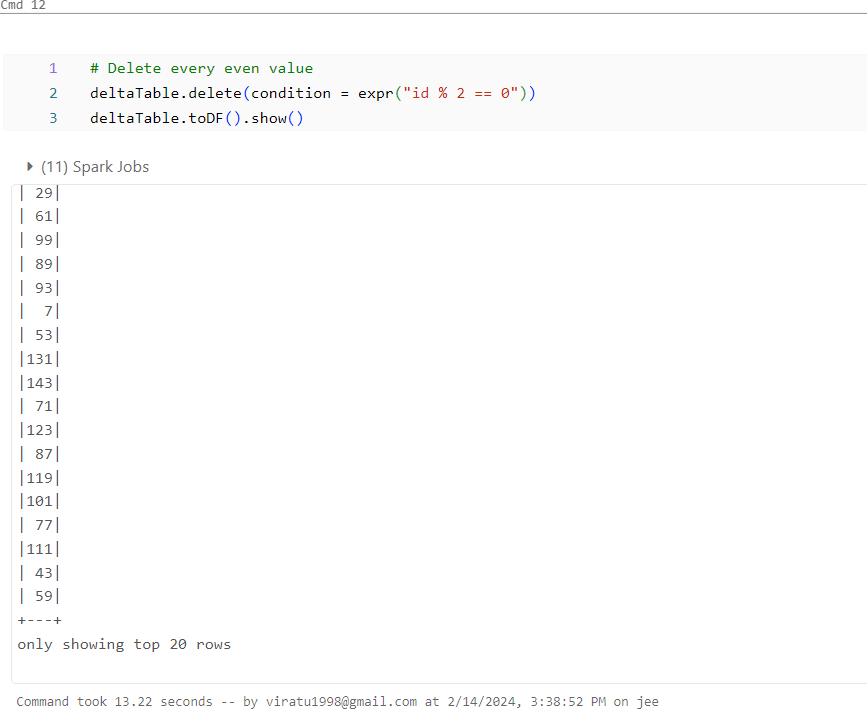 Cmd 12
1 # Delete every even value
2 deltaTable.delete(condition = expr("id % 2 == 0"))
3 deltaTable.toDF().show()
(11) Spark Jobs
| 29|
| 61|
| 99|
| 89|
| 93|
|  7|
| 53|
|131|
|143|
| 71|
|123|
| 87|
|119|
|101|
| 77|
|111|
| 43|
| 59|
+---+
only showing top 20 rows
Command took 13.22 seconds -- by viratu1998@gmail.com at 2/14/2024, 3:38:52 PM on jee